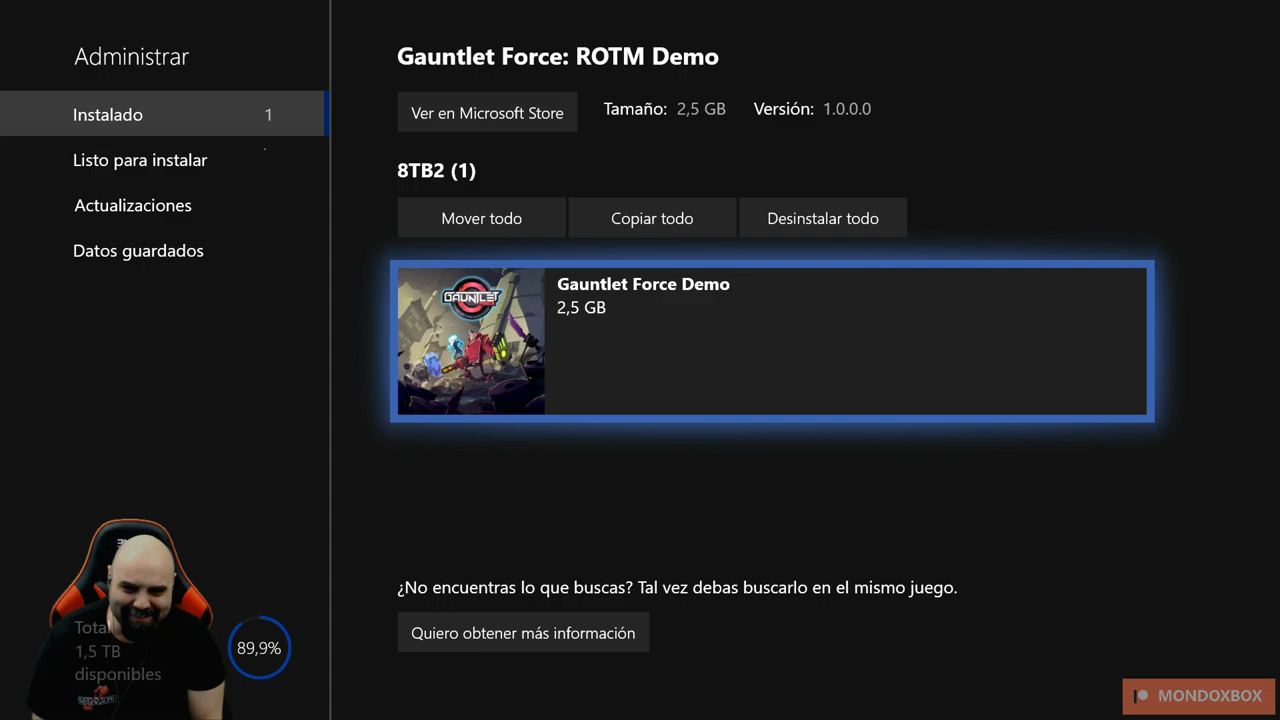 Administrar
Instalado 1
Listo para instalar
Actualizaciones
Datos guardados
Gauntlet Force: ROTM Demo
Ver en Microsoft Store
Tamaño: 2,5 GB
Versión: 1.0.0.0
8TB2 (1)
Mover todo
Copiar todo
Desinstalar todo
GAUNTLET
Gauntlet Force Demo
2,5 GB
¿No encuentras lo que buscas? Tal vez debas buscarlo en el mismo juego.
Quiero obtener más información
Total
1,5 TB
disponibles
89,9%
MONDOXBOX